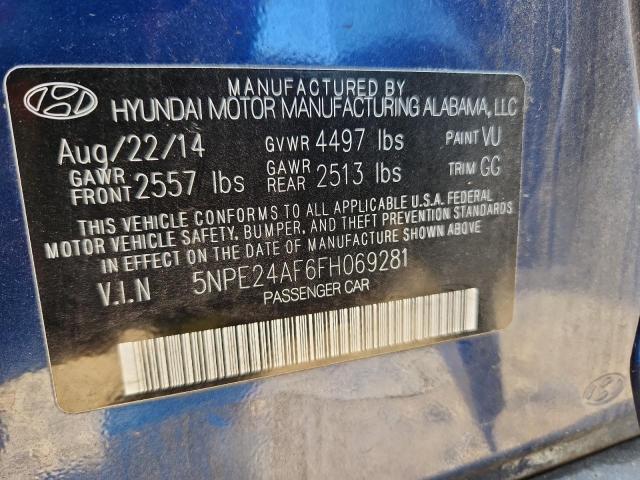 MANUFACTURED BY
HYUNDAI MOTOR MANUFACTURING ALABAMA, LLC
Aug/22/14 GVWR 4497 lbs PAINT VU
GAWR FRONT 2557 lbs GAWR REAR 2513 lbs TRIM GG
THIS VEHICLE CONFORMS TO ALL APPLICABLE U.S.A. FEDERAL
MOTOR VEHICLE SAFETY, BUMPER, AND THEFT PREVENTION STANDARDS
IN EFFECT ON THE DATE OF MANUFACTURE SHOWN ABOVE.
V.I.N 5NPE24AF6FH069281
PASSENGER CAR